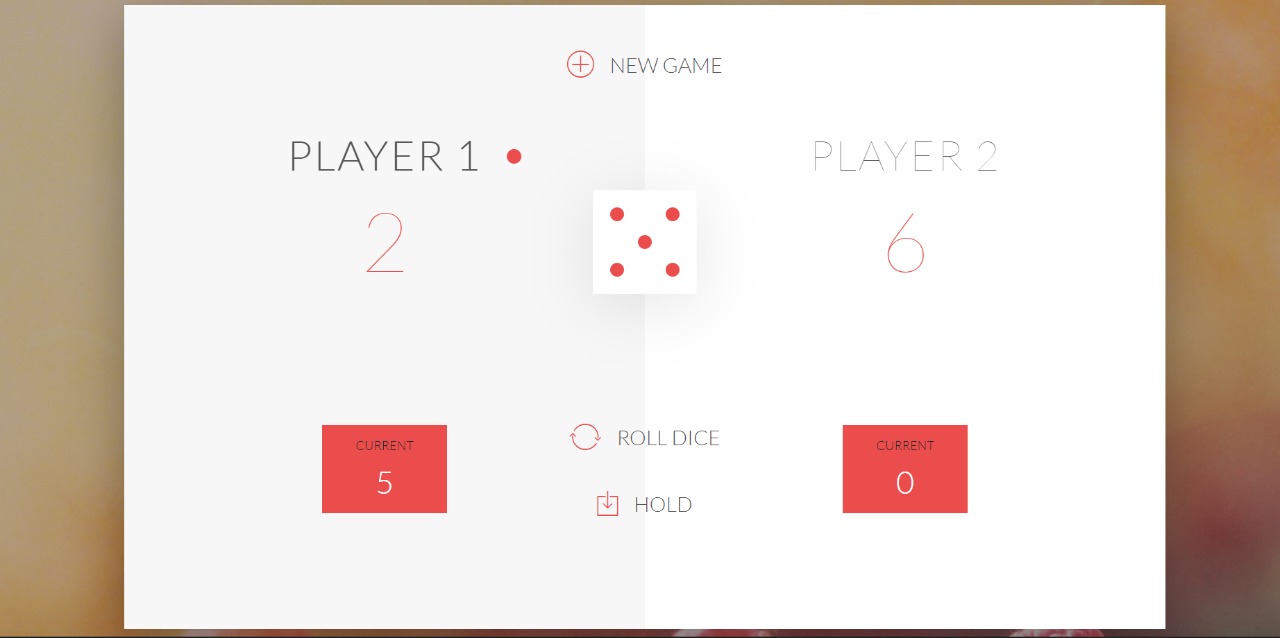 NEW GAME
PLAYER 1
PLAYER 2
2
6
CURRENT
5
ROLL DICE
HOLD
CURRENT
0